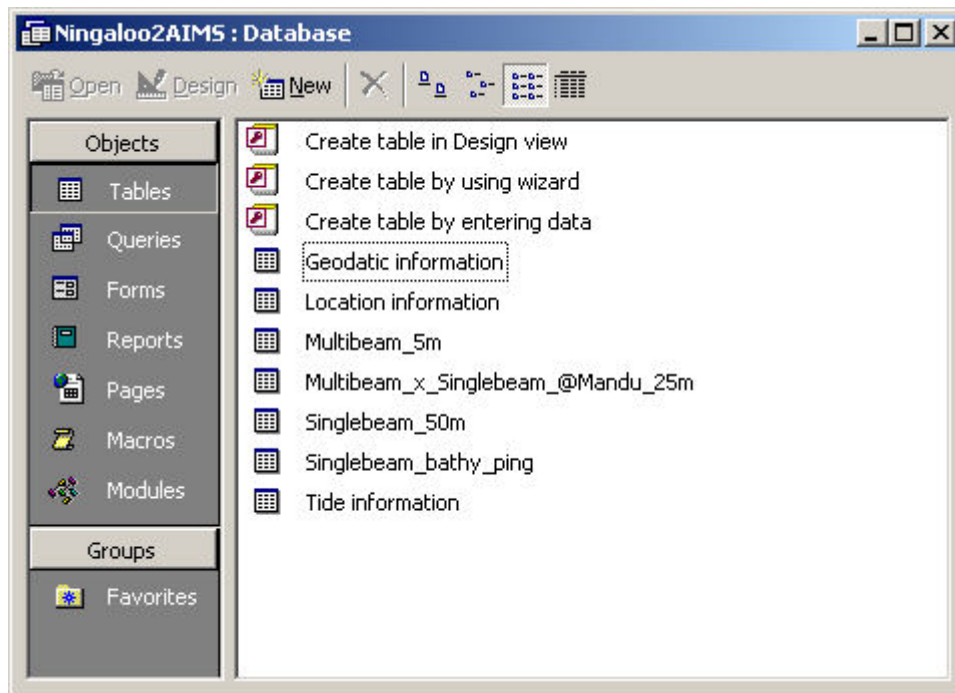 Ningaloo2AIMS : Database
Open Design New
Objects
Tables
Queries
Forms
Reports
Pages
Macros
Modules
Groups
Favorites
Create table in Design view
Create table by using wizard
Create table by entering data
Geodatic information
Location information
Multibeam_5m
Multibeam_x_Singlebeam_@Mandu_25m
Singlebeam_50m
Singlebeam_bathy_ping
Tide information